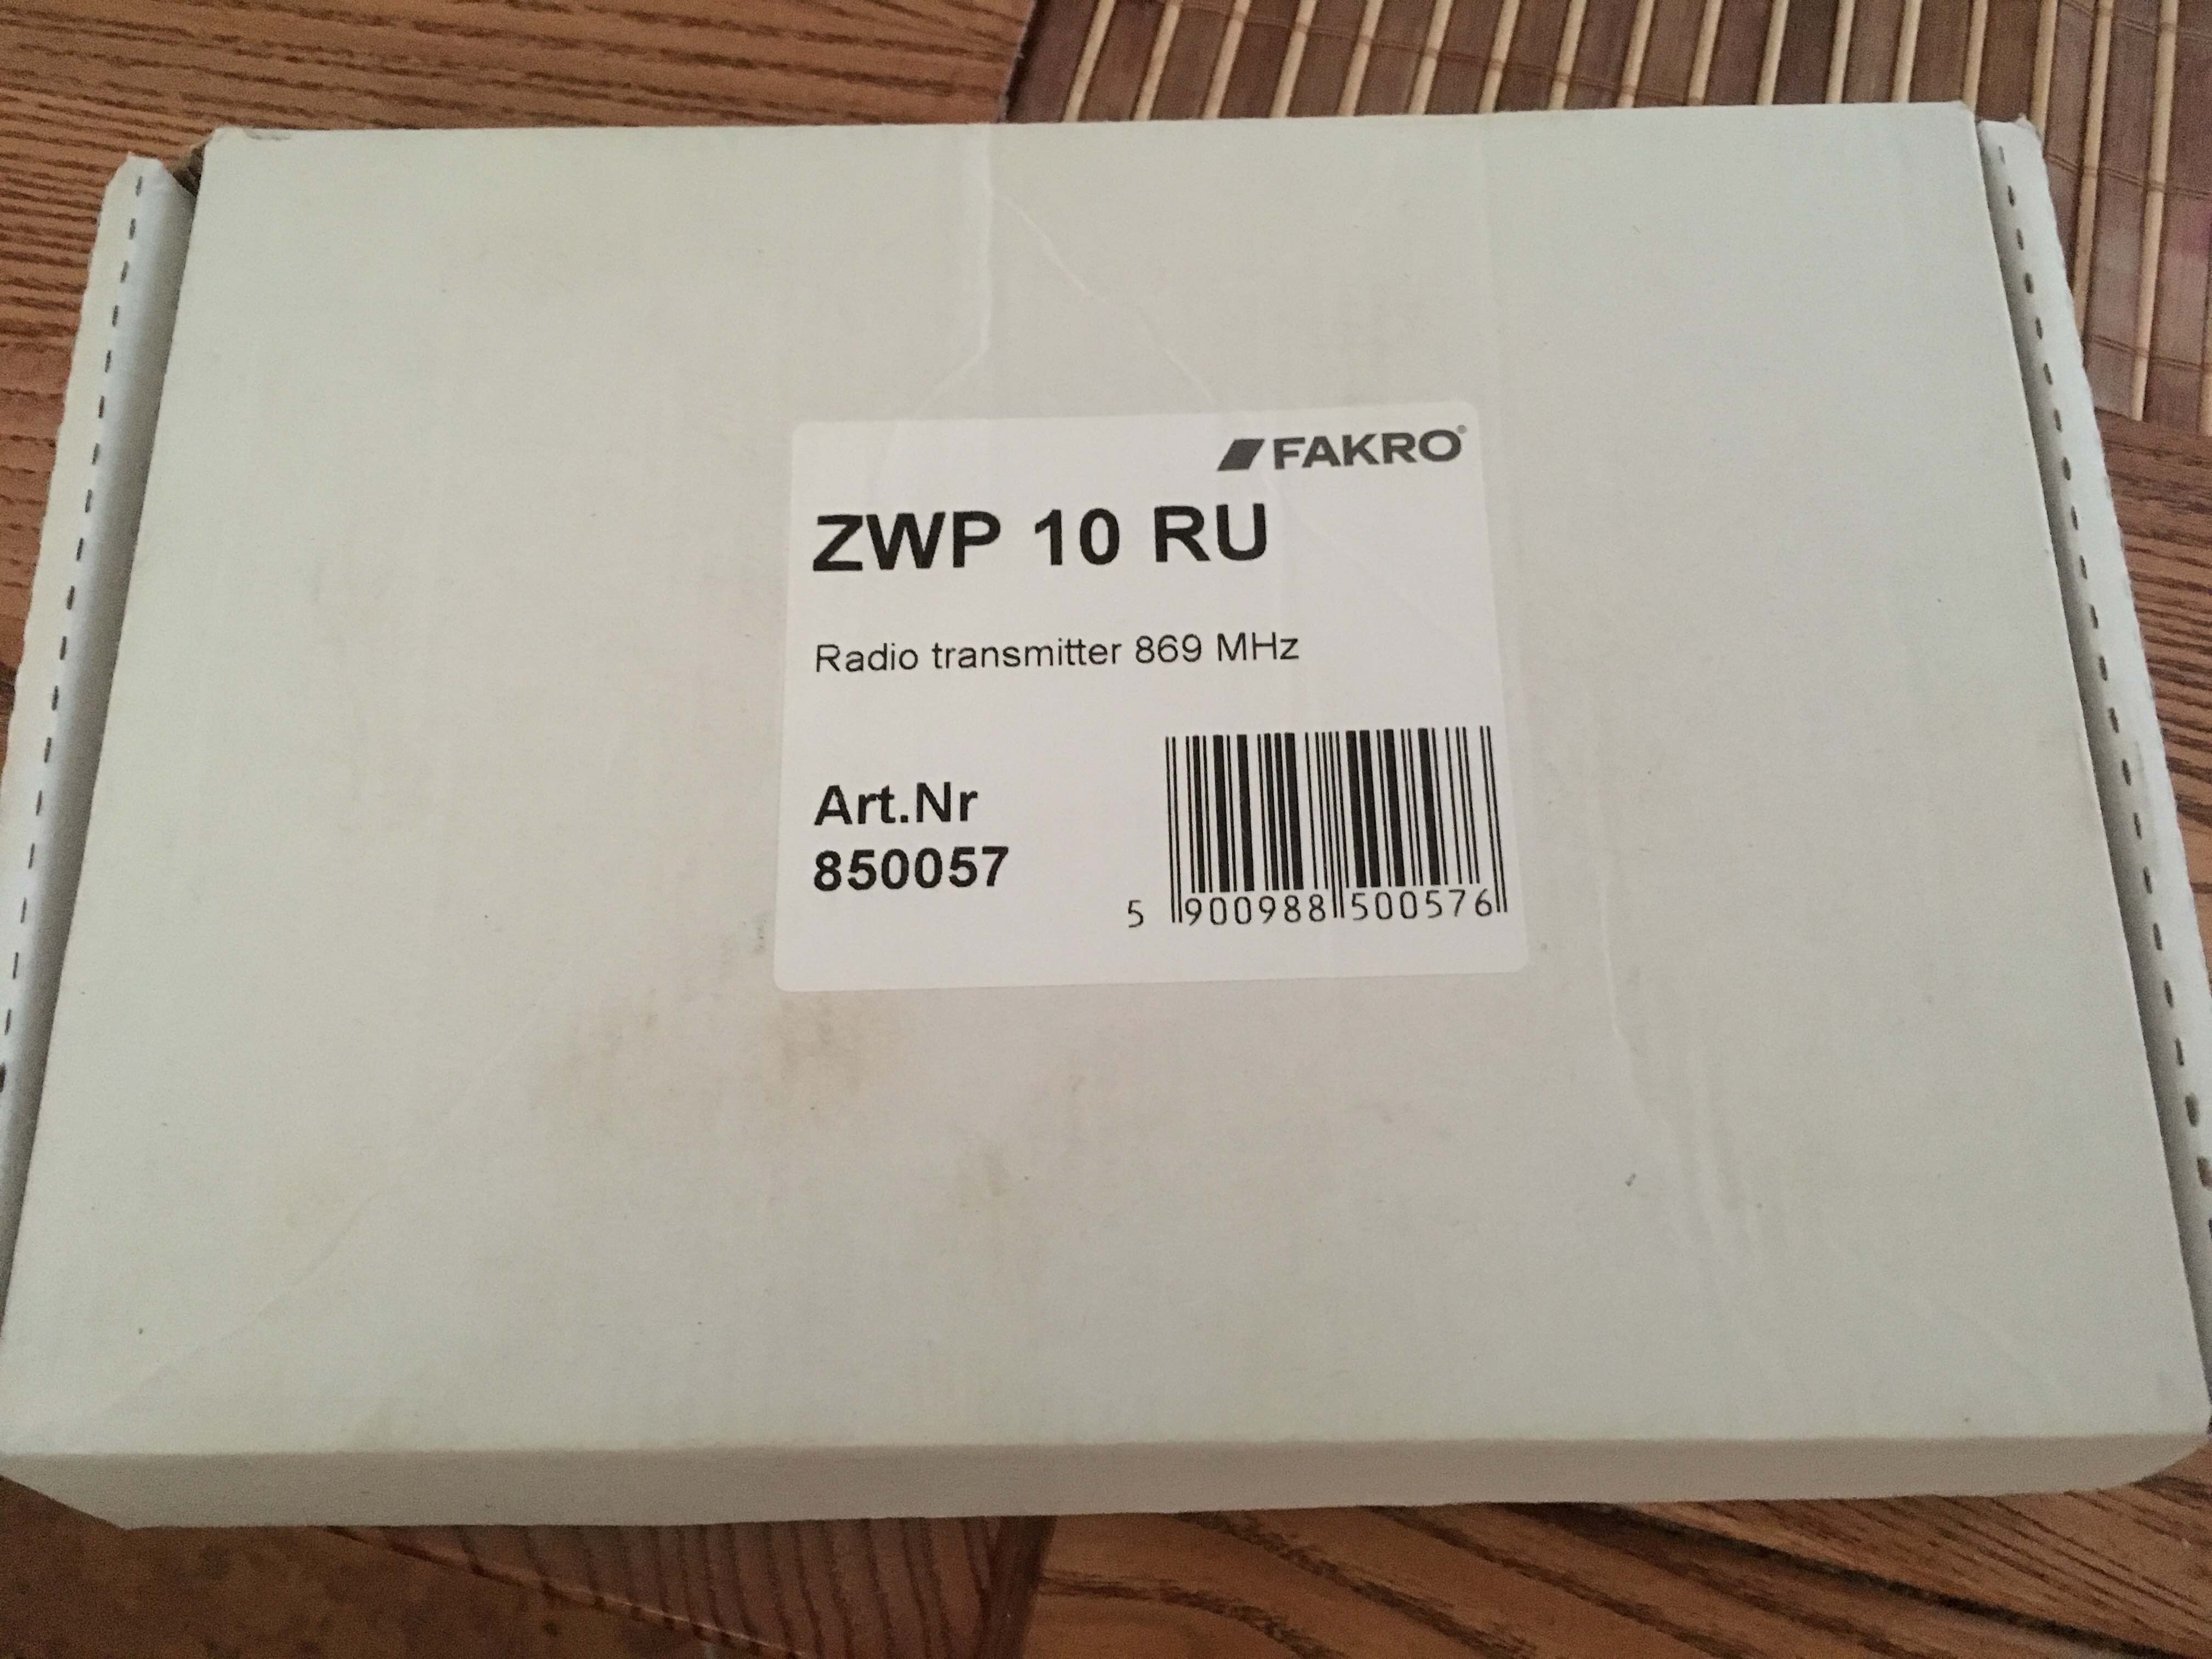 FAKRO®
ZWP 10 RU
Radio transmitter 869 MHz
Art.Nr
850057
5 900988 500576